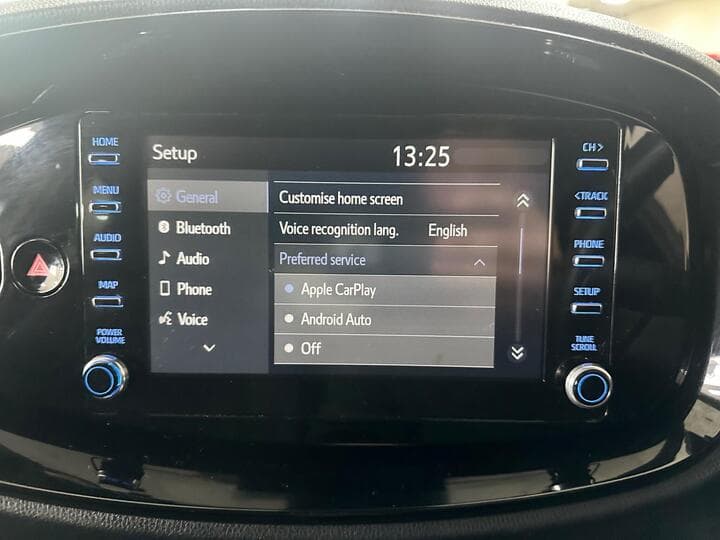 HOME
MENU
AUDIO
MAP
POWER
VOLUME
Setup
13:25
General
Bluetooth
Audio
Phone
Voice
Customise home screen
Voice recognition lang. English
Preferred service
Apple CarPlay
Android Auto
Off
CH >
< TRACK
PHONE
SETUP
TUNE
SCROLL